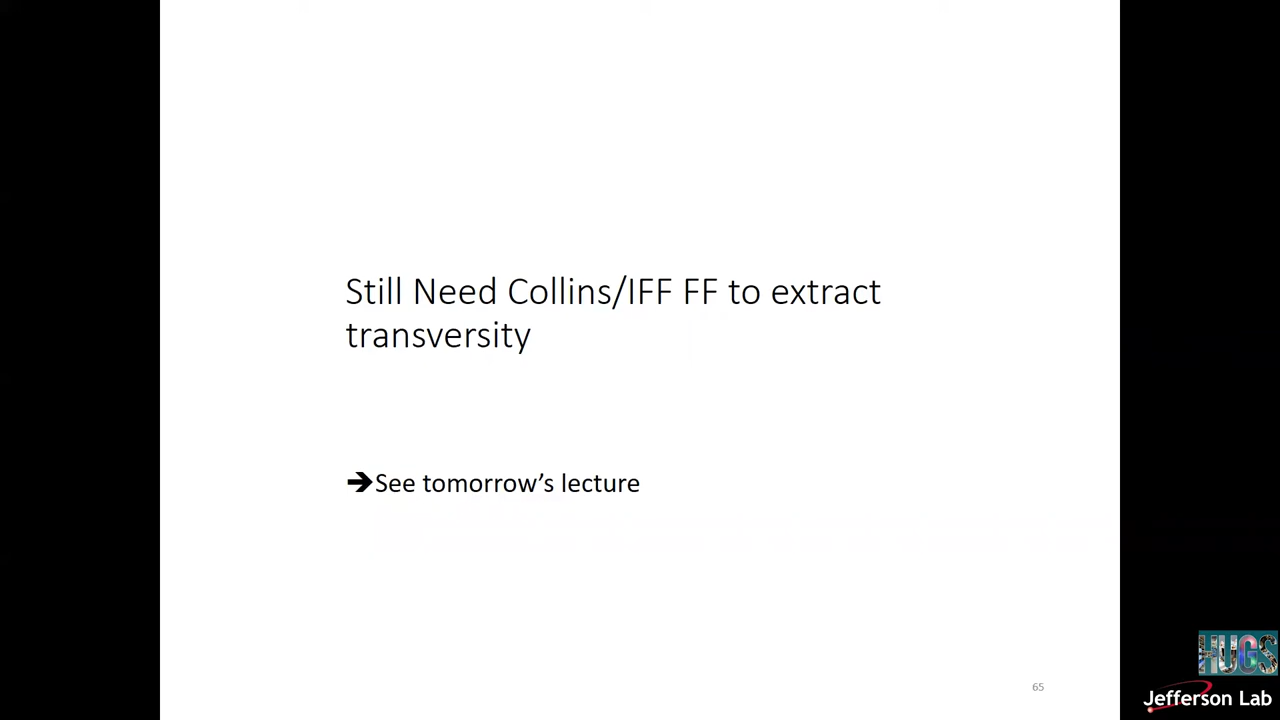 Still Need Collins/IFF FF to extract
transversity
➔See tomorrow’s lecture
65
HUGS
Jefferson Lab